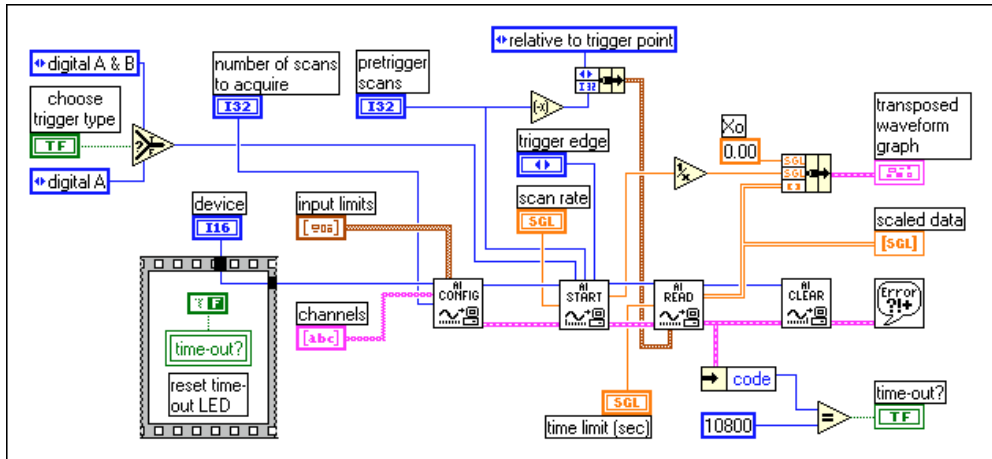 relative to trigger point
digital A & B
number of scans
to acquire
I32
pretrigger
scans
I32
I32
choose
trigger type
TF
?
F
(-x)
transposed
waveform
graph
Xo
0.00
SGL
SGL
trigger edge
1/x
digital A
scan rate
SGL
device
I16
input limits
scaled data
[SGL]
AI
CONFIG
AI
START
AI
READ
AI
CLEAR
Error
?!+
F
channels
[abc]
time-out?
reset time-
out LED
code
SGL
time limit (sec)
10800
=
time-out?
TF